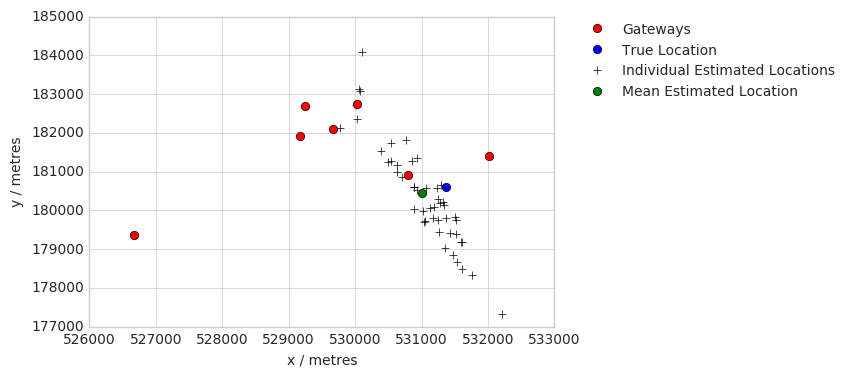 185000
184000
183000
182000
181000
180000
179000
178000
177000
y / metres
526000 527000 528000 529000 530000 531000 532000 533000
x / metres
Gateways
True Location
Individual Estimated Locations
Mean Estimated Location